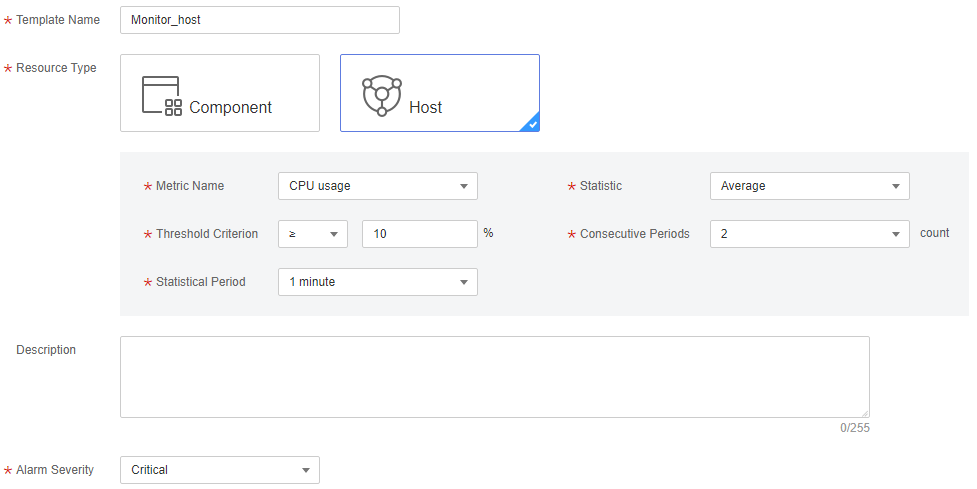 * Template Name Monitor_host
* Resource Type Component Host
* Metric Name CPU usage * Statistic Average
* Threshold Criterion ≥ 10 % * Consecutive Periods 2 count
* Statistical Period 1 minute
Description
0/255
* Alarm Severity Critical